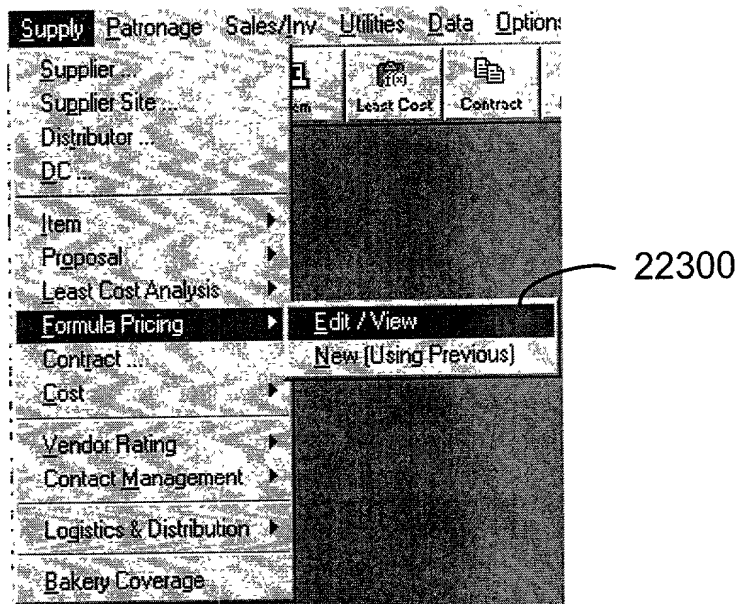 Supply Patronage Sales/Inv Utilities Data Option
Supplier ...
Supplier Site ...
Distributor ...
DC ...
Least Cost
Contract
Item
Proposal
Least Cost Analysis
Formula Pricing
Edit / View
22300
New (Using Previous)
Contract ...
Cost
Vendor Rating
Contact Management
Logistics & Distribution
Bakery Coverage